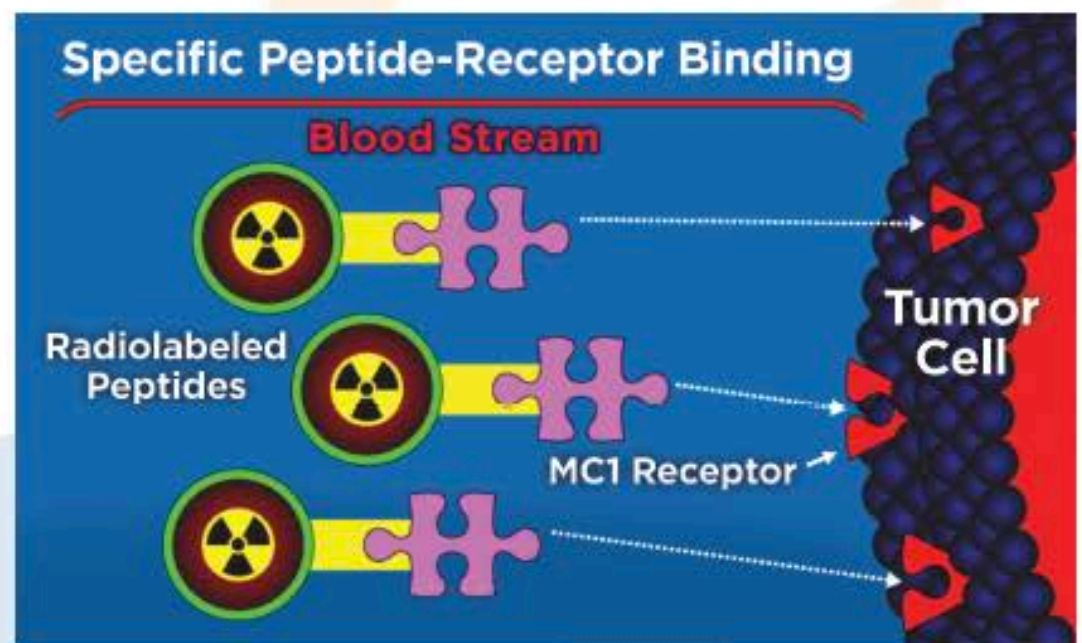 Specific Peptide-Receptor Binding
Blood Stream
Radiolabeled
Peptides
Tumor
Cell
MC1 Receptor